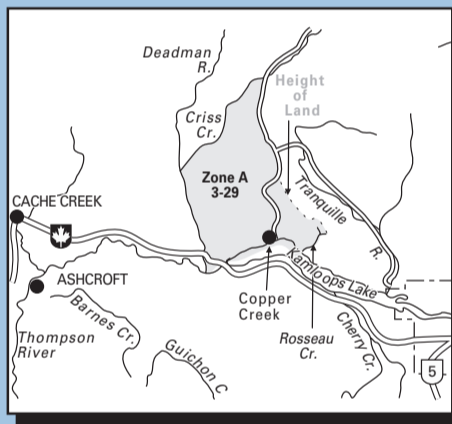 Deadman
R.
Height
of
Land
Criss
Cr.
Zone A
3-29
Tranquille
R.
CACHE CREEK
ASHCROFT
Kamloops Lake
Copper
Creek
Barnes Cr.
Rosseau
Cr.
Cherry Cr.
Thompson
River
Guichon C
5